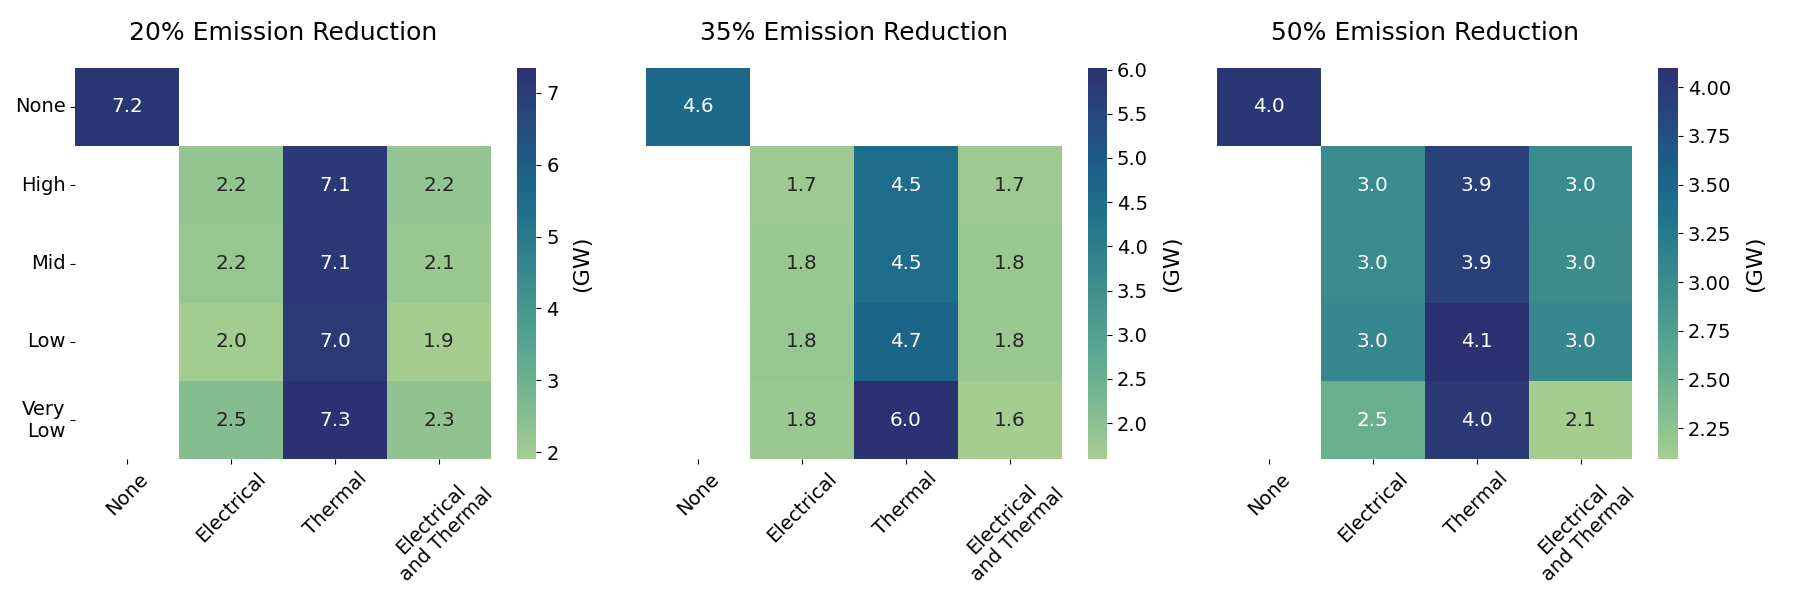 20% Emission Reduction
None
High
Mid
Low
Very
Low
7.2
2.2 7.1 2.2
2.2 7.1 2.1
2.0 7.0 1.9
2.5 7.3 2.3
None
Electrical
Thermal
Electrical
and Thermal
7
6
5
4
3
2
(GW)
35% Emission Reduction
4.6
1.7 4.5 1.7
1.8 4.5 1.8
1.8 4.7 1.8
1.8 6.0 1.6
None
Electrical
Thermal
Electrical
and Thermal
6.0
5.5
5.0
4.5
4.0
3.5
3.0
2.5
2.0
(GW)
50% Emission Reduction
4.0
3.0 3.9 3.0
3.0 3.9 3.0
3.0 4.1 3.0
2.5 4.0 2.1
None
Electrical
Thermal
Electrical
and Thermal
4.00
3.75
3.50
3.25
3.00
2.75
2.50
2.25
(GW)